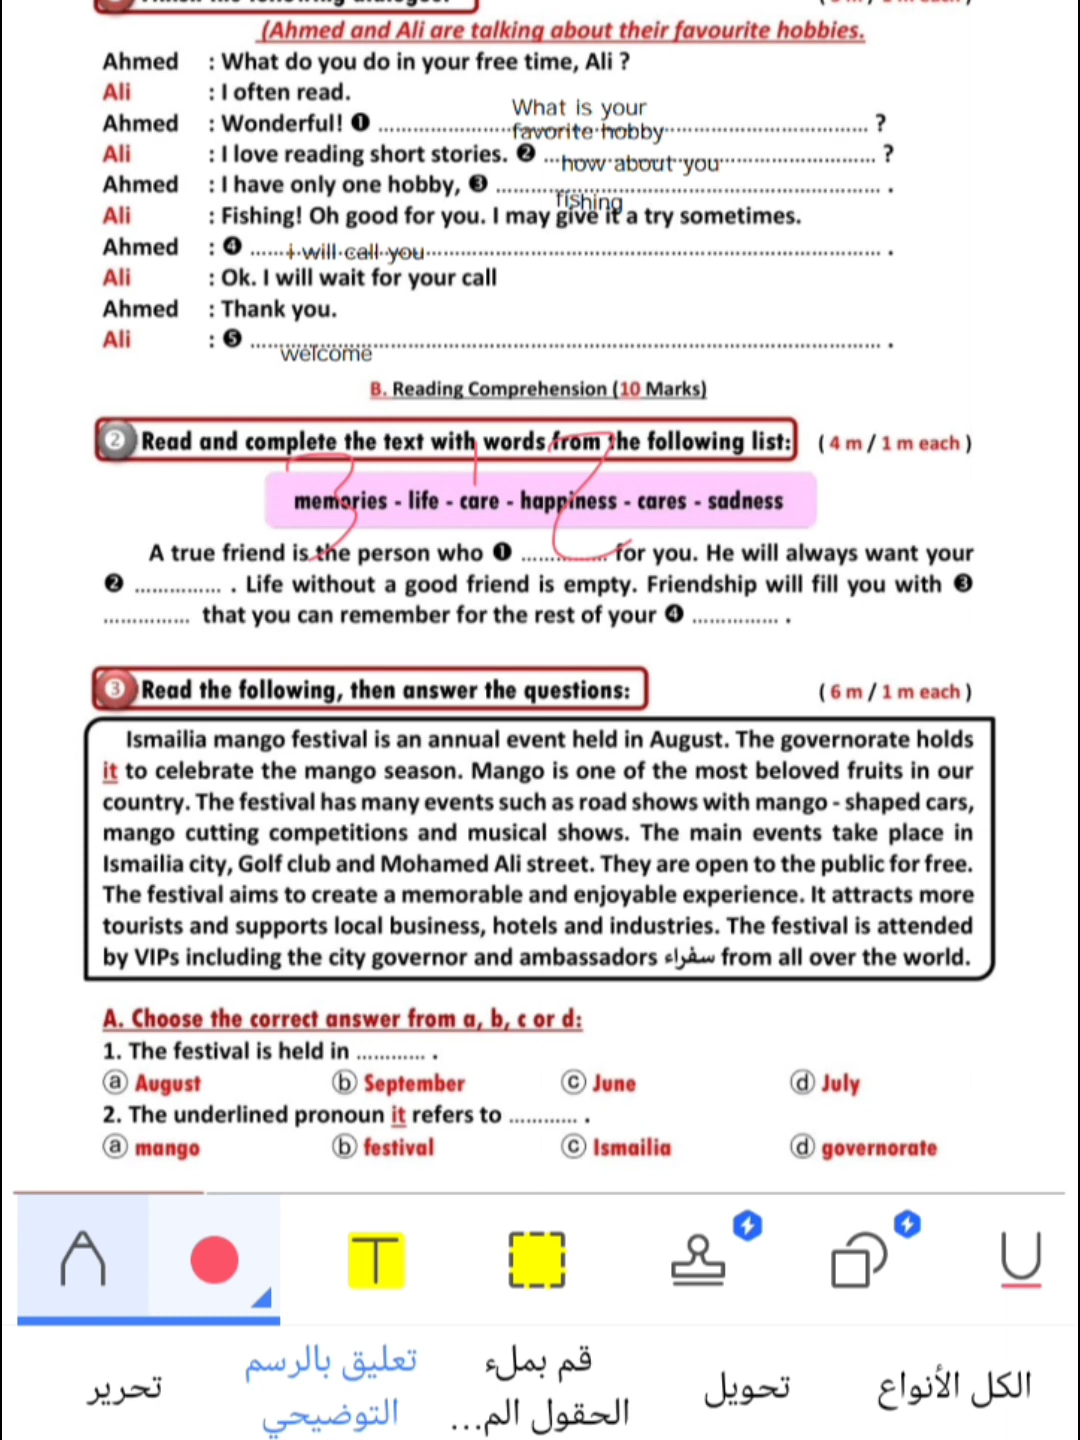 (Ahmed and Ali are talking about their favourite hobbies.
Ahmed : What do you do in your free time, Ali ?
Ali : I often read.
What is your
Ahmed : Wonderful! ❶ ............ favorite hobby ............ ?
Ali : I love reading short stories. ❷ ... how about you ............ ?
Ahmed : I have only one hobby, ❸ ............ .
fishing
Ali : Fishing! Oh good for you. I may give it a try sometimes.
Ahmed : ❹ ...... i will call you ............ .
Ali : Ok. I will wait for your call
Ahmed : Thank you.
Ali : ❺ ............ .
welcome
B. Reading Comprehension (10 Marks)
2 Read and complete the text with words from the following list: ( 4 m / 1 m each )
3 1 2
memories - life - care - happiness - cares - sadness
A true friend is the person who ❶ ............ for you. He will always want your
❷ ............... . Life without a good friend is empty. Friendship will fill you with ❸
............... that you can remember for the rest of your ❹ ............... .
3 Read the following, then answer the questions: ( 6 m / 1 m each )
Ismailia mango festival is an annual event held in August. The governorate holds
it to celebrate the mango season. Mango is one of the most beloved fruits in our
country. The festival has many events such as road shows with mango - shaped cars,
mango cutting competitions and musical shows. The main events take place in
Ismailia city, Golf club and Mohamed Ali street. They are open to the public for free.
The festival aims to create a memorable and enjoyable experience. It attracts more
tourists and supports local business, hotels and industries. The festival is attended
by VIPs including the city governor and ambassadors سفراء from all over the world.
A. Choose the correct answer from a, b, c or d:
1. The festival is held in ............ .
ⓐ August ⓑ September ⓒ June ⓓ July
2. The underlined pronoun it refers to ............ .
ⓐ mango ⓑ festival ⓒ Ismailia ⓓ governorate
الكل الأنواع تحويل قم بملء الحقول الم... تعليق بالرسم التوضيحي تحرير